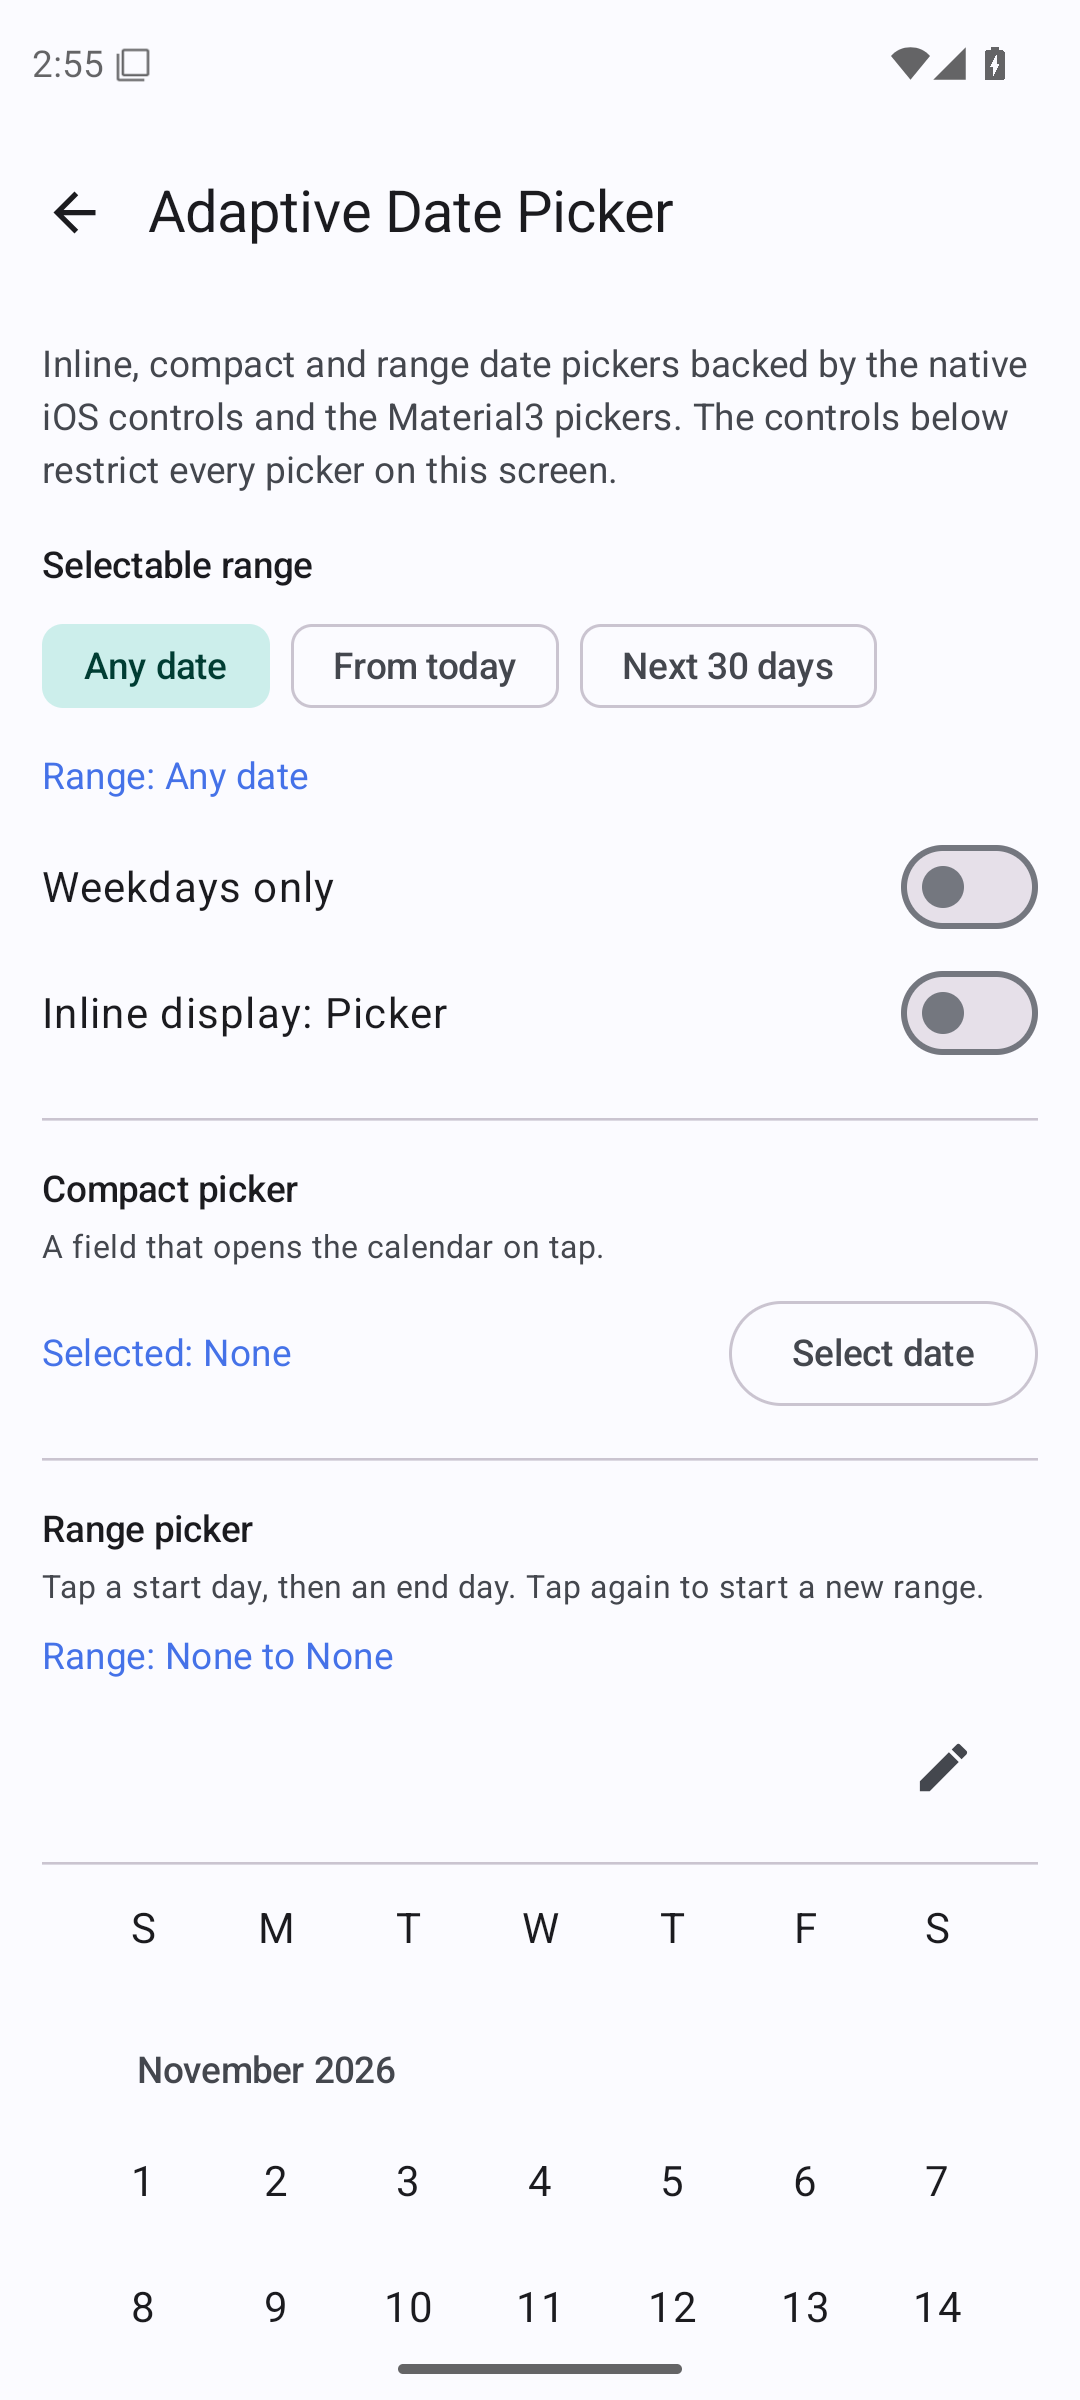 2:55
Adaptive Date Picker
Inline, compact and range date pickers backed by the native
iOS controls and the Material3 pickers. The controls below
restrict every picker on this screen.
Selectable range
Any date From today Next 30 days
Range: Any date
Weekdays only
Inline display: Picker
Compact picker
A field that opens the calendar on tap.
Selected: None Select date
Range picker
Tap a start day, then an end day. Tap again to start a new range.
Range: None to None
S M T W T F S
November 2026
1 2 3 4 5 6 7
8 9 10 11 12 13 14